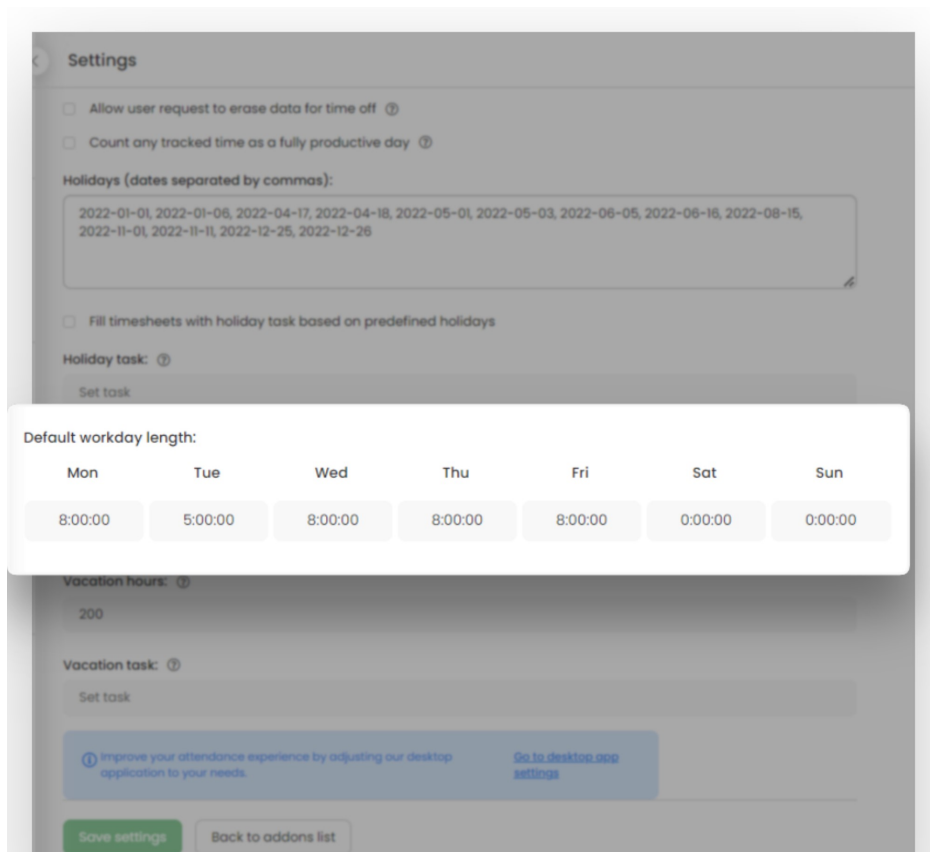 Settings
Allow user request to erase data for time off
Count any tracked time as a fully productive day
Holidays (dates separated by commas):
2022-01-01, 2022-01-06, 2022-04-17, 2022-04-18, 2022-05-01, 2022-05-03, 2022-06-05, 2022-06-16, 2022-08-15,
2022-11-01, 2022-11-11, 2022-12-25, 2022-12-26
Fill timesheets with holiday task based on predefined holidays
Holiday task:
Set task
Default workday length:
Mon Tue Wed Thu Fri Sat Sun
8:00:00 5:00:00 8:00:00 8:00:00 8:00:00 0:00:00 0:00:00
Vacation hours:
200
Vacation task:
Set task
Improve your attendance experience by adjusting our desktop Go to desktop app
application to your needs. settings
Save settings Back to addons list